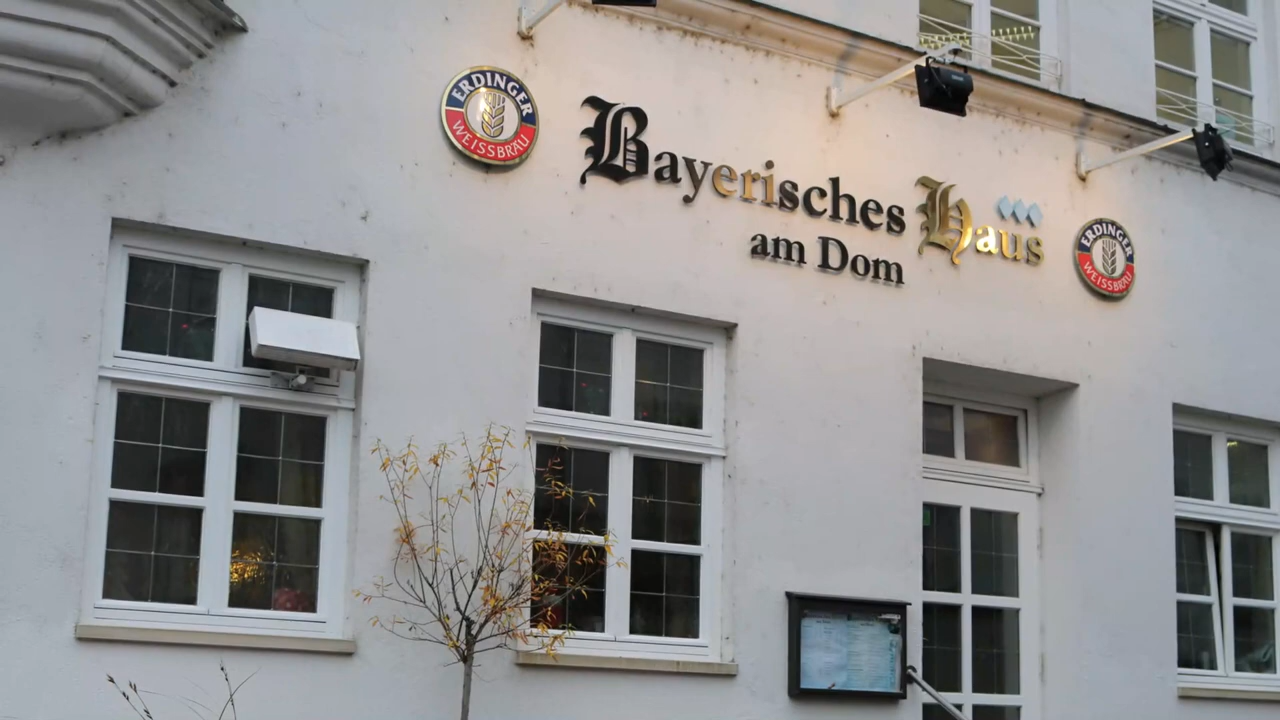 ERDINGER
WEISSBRÄU
Bayerisches Haus
am Dom
ERDINGER
WEISSBRÄU